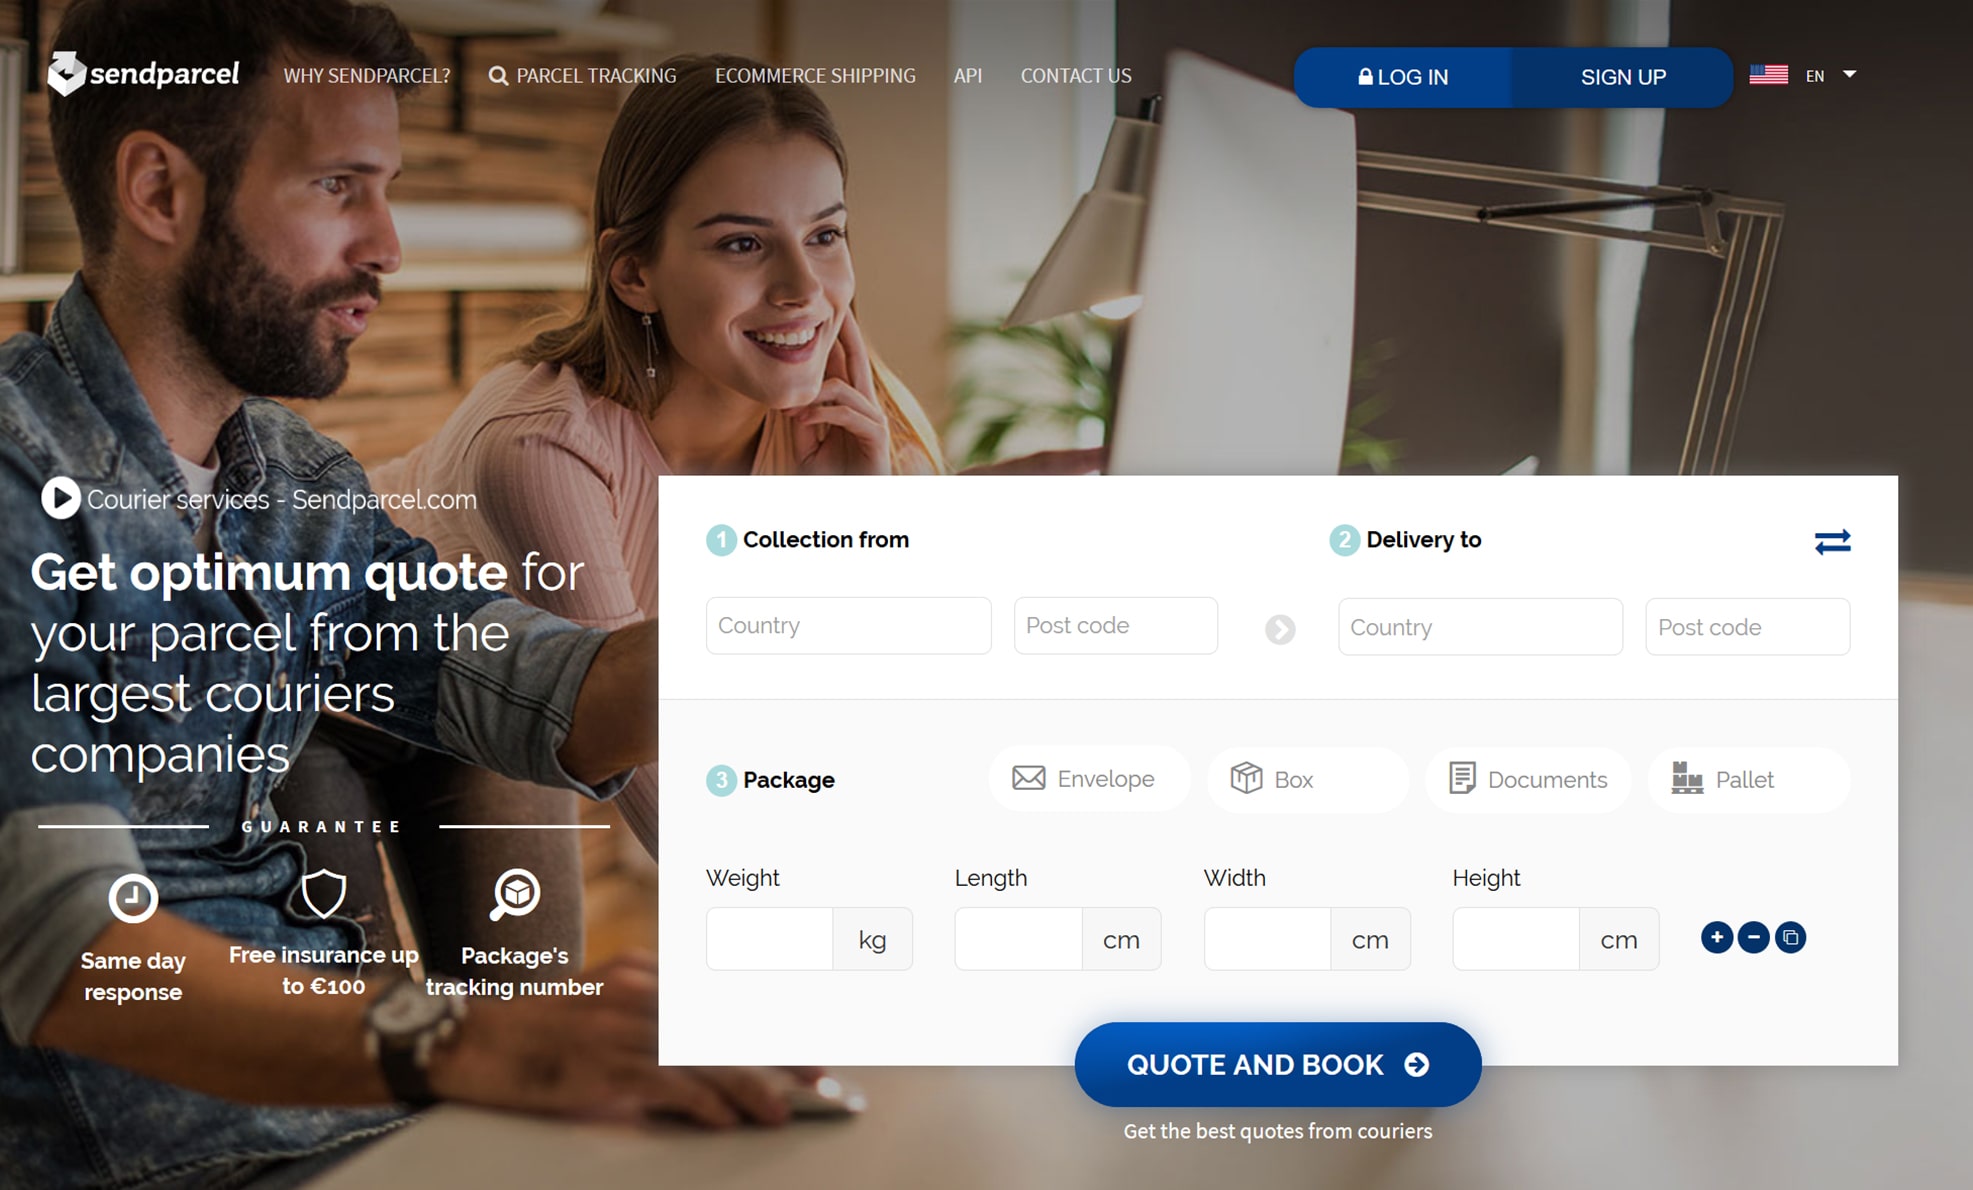 sendparcel
WHY SENDPARCEL?
PARCEL TRACKING
ECOMMERCE SHIPPING
API
CONTACT US
LOG IN
SIGN UP
EN
Courier services - Sendparcel.com
Get optimum quote for
your parcel from the
largest couriers
companies
GUARANTEE
Same day
response
Free insurance up
to €100
Package's
tracking number
1 Collection from
Country
Post code
2 Delivery to
Country
Post code
3 Package
Envelope
Box
Documents
Pallet
Weight
kg
Length
cm
Width
cm
Height
cm
QUOTE AND BOOK
Get the best quotes from couriers